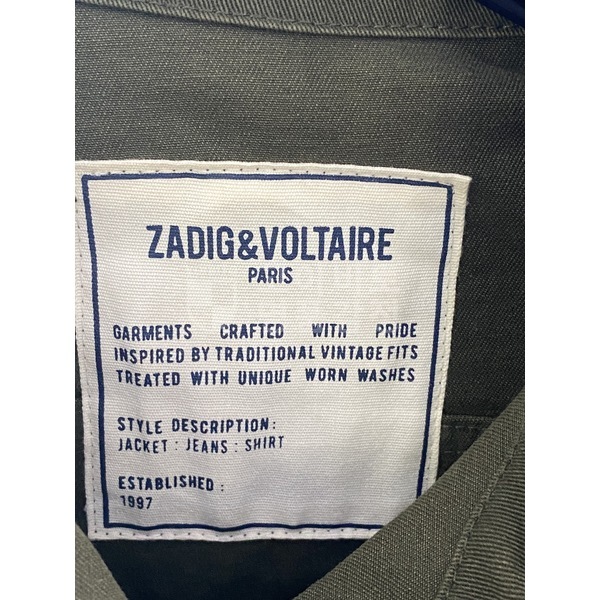 ZADIG&VOLTAIRE
PARIS
GARMENTS CRAFTED WITH PRIDE
INSPIRED BY TRADITIONAL VINTAGE FITS
TREATED WITH UNIQUE WORN WASHES
STYLE DESCRIPTION:
JACKET : JEANS : SHIRT
ESTABLISHED :
1997